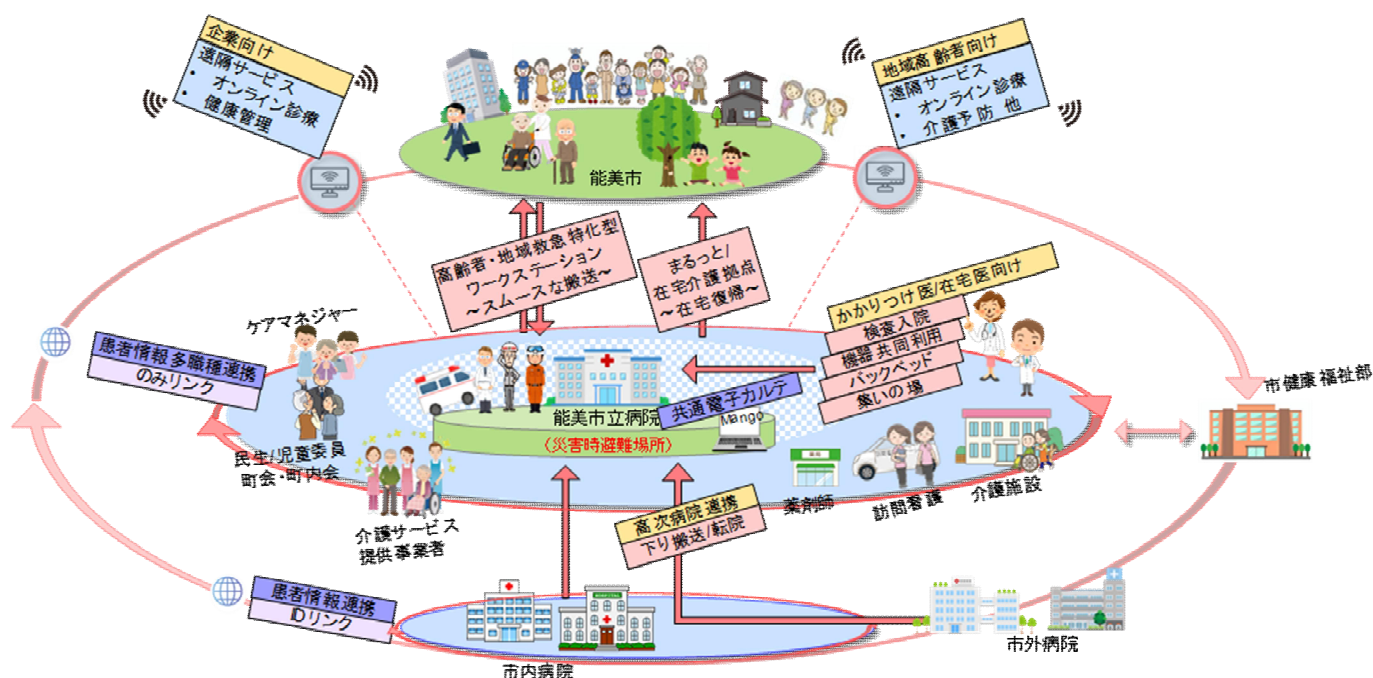 企業向け
遠隔サービス
・ オンライン診療
・ 健康管理
地域高齢者向け
遠隔サービス
・ オンライン診療
・ 介護予防他
能美市
高齢者・地域救急特化型
ワークステーション
～スムースな搬送～
まるっと/
在宅介護拠点
～在宅復帰～
かかりつけ医/在宅医向け
検査入院
機器共同利用
バックベッド
集いの場
ケアマネジャー
患者情報多職種連携
のみリンク
能美市立病院
(災害時避難場所)
共通電子カルテ
Mango
市健康福祉部
民生/児童委員
町会・町内会
介護サービス
提供事業者
薬局
薬剤師
訪問看護
介護施設
高次病院連携
下り搬送/転院
患者情報連携
IDリンク
HOSPITAL
市内病院
市外病院